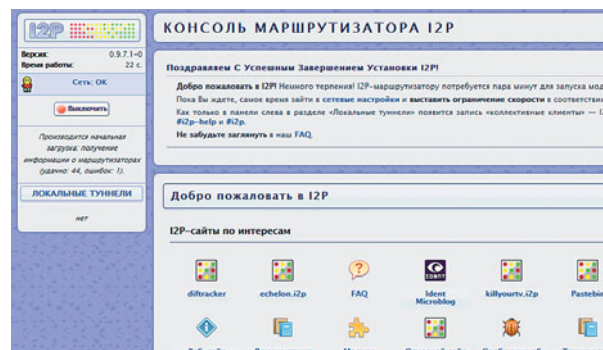 I2P
Версия: 0.9.7.1-0
Время работы: 22 с.
Сеть: OK
Выключить
Производится начальная
загрузка: получение
информации о маршрутизаторах
(удачно: 44, ошибок: 1).
ЛОКАЛЬНЫЕ ТУННЕЛИ
нет
КОНСОЛЬ МАРШРУТИЗАТОРА I2P
Поздравляем С Успешным Завершением Установки I2P!
Добро пожаловать в I2P! Немного терпения! I2P-маршрутизатору потребуется пара минут для запуска мод
Пока Вы ждете, самое время зайти в сетевые настройки и выставить ограничение скорости в соответстви
Как только в панели слева в разделе «Локальные туннели» появится запись «коллективные клиенты» —
#i2p-help и #i2p.
Не забудьте заглянуть в наш FAQ.
Добро пожаловать в I2P
I2P-сайты по интересам
diftracker echelon.i2p FAQ Ident Microblog killyourtv.i2p Pastebin